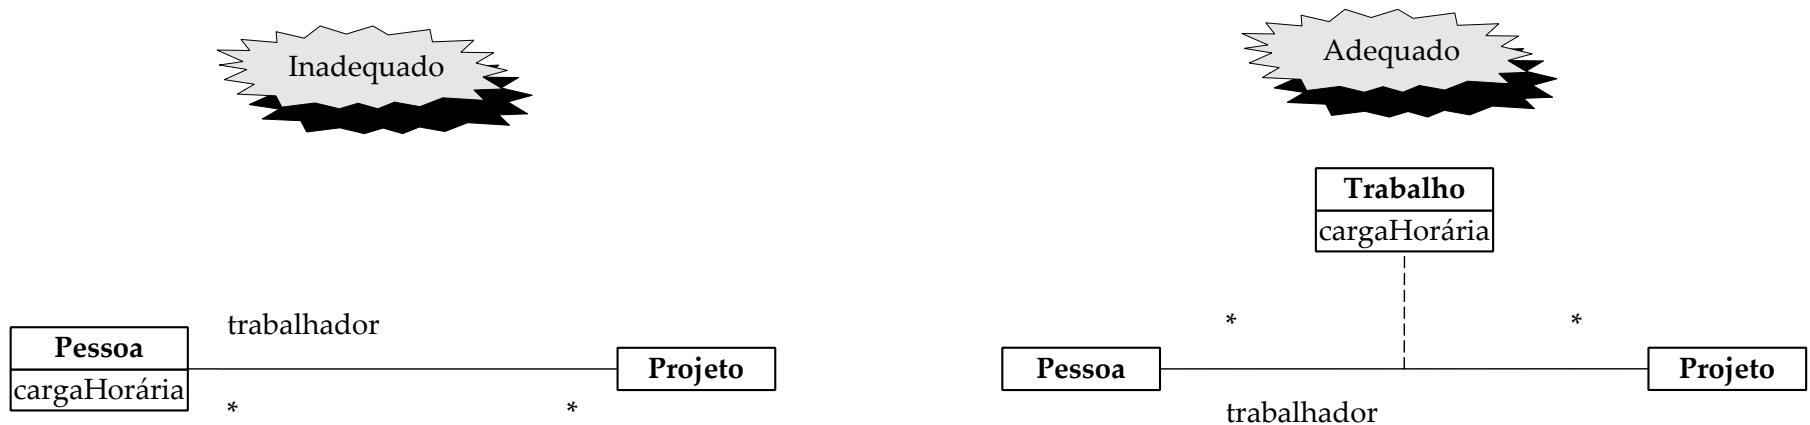 Inadequado
Adequado
Trabalho
cargaHorária
trabalhador
Pessoa
cargaHorária
Projeto
*
*
*
*
Pessoa
Projeto
trabalhador